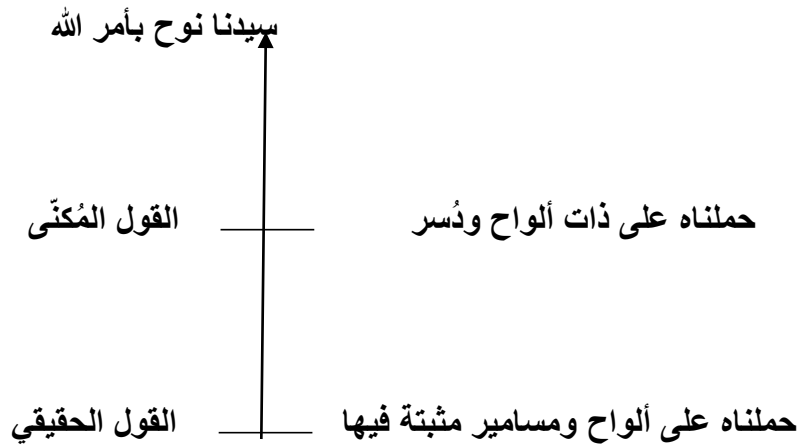 سيدنا نوح بأمر الله
حملناه على ذات ألواح ودُسر القول المُكنّى
حملناه على ألواح ومسامير مثبتة فيها القول الحقيقي